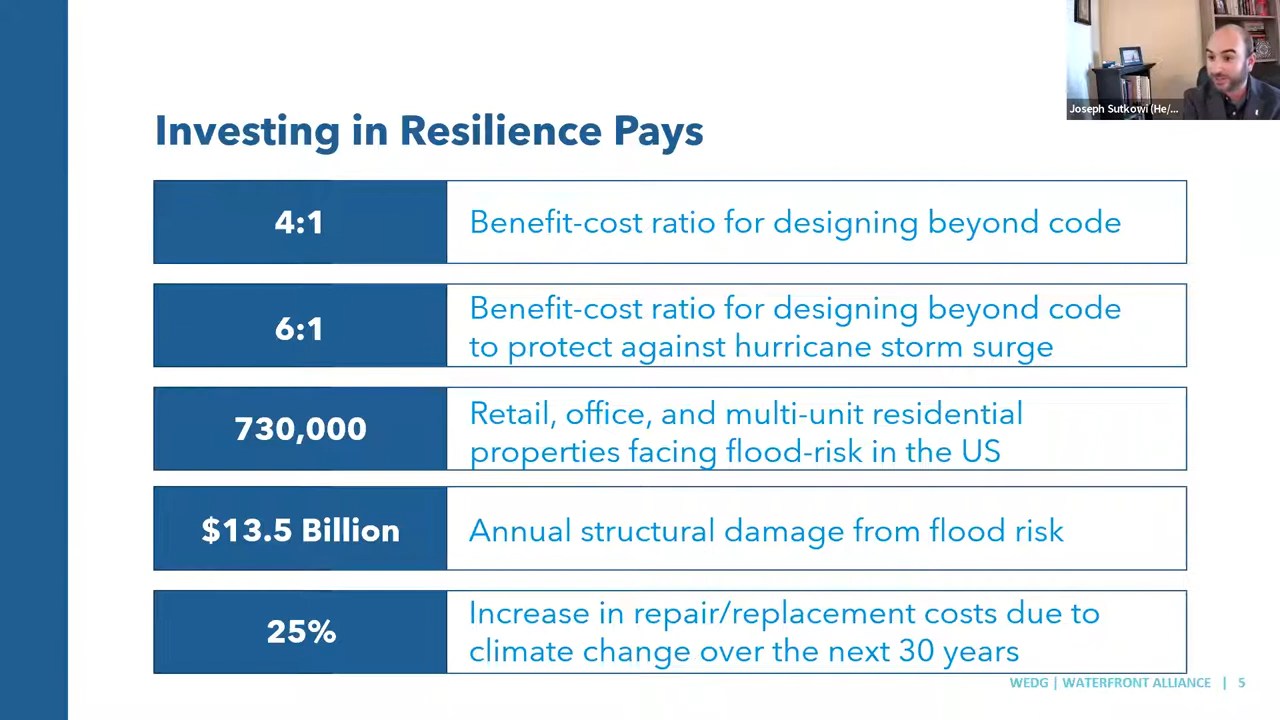 Joseph Sutkowi (He/...
Investing in Resilience Pays
4:1
Benefit-cost ratio for designing beyond code
6:1
Benefit-cost ratio for designing beyond code
to protect against hurricane storm surge
730,000
Retail, office, and multi-unit residential
properties facing flood-risk in the US
$13.5 Billion
Annual structural damage from flood risk
25%
Increase in repair/replacement costs due to
climate change over the next 30 years
WEDG | WATERFRONT ALLIANCE | 5